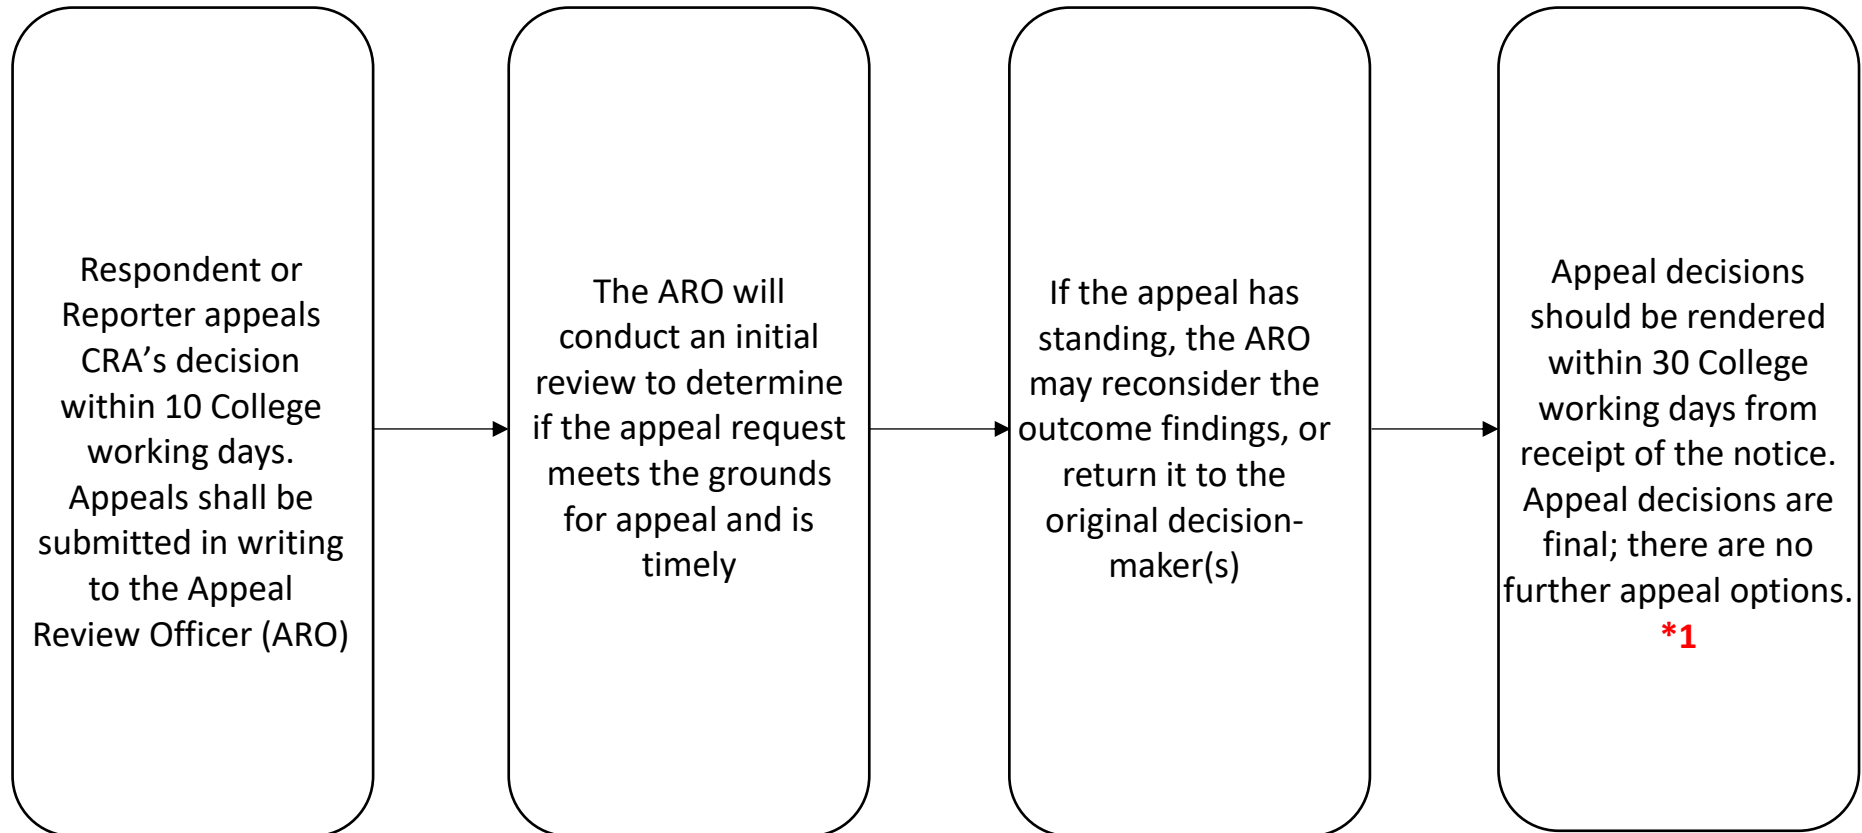 Respondent or
Reporter appeals
CRA’s decision
within 10 College
working days.
Appeals shall be
submitted in writing
to the Appeal
Review Officer (ARO)
The ARO will
conduct an initial
review to determine
if the appeal request
meets the grounds
for appeal and is
timely
If the appeal has
standing, the ARO
may reconsider the
outcome findings, or
return it to the
original decision-
maker(s)
Appeal decisions
should be rendered
within 30 College
working days from
receipt of the notice.
Appeal decisions are
final; there are no
further appeal options.
*1